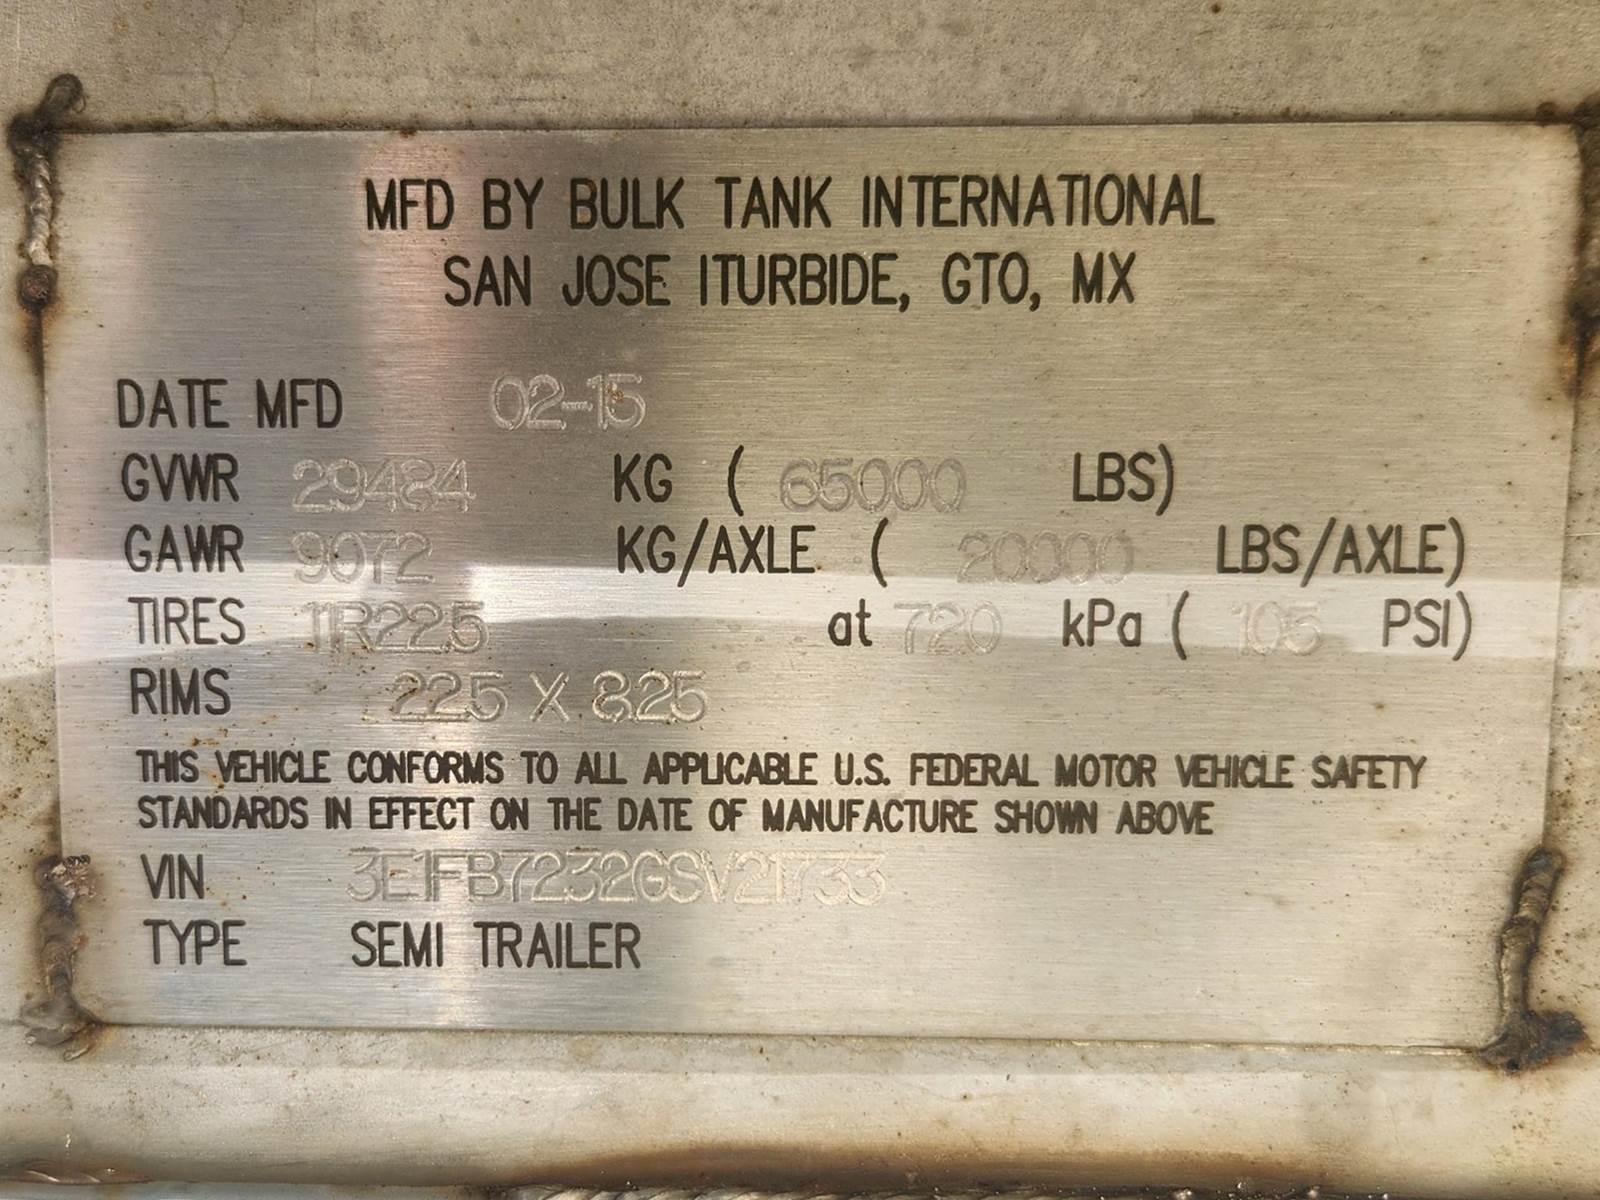 MFD BY BULK TANK INTERNATIONAL
SAN JOSE ITURBIDE, GTO, MX
DATE MFD 02-15
GVWR 29484 KG ( 65000 LBS)
GAWR 9072 KG/AXLE ( 20000 LBS/AXLE)
TIRES 11R22.5 at 720 kPa ( 105 PSI)
RIMS 22.5 X 8.25
THIS VEHICLE CONFORMS TO ALL APPLICABLE U.S. FEDERAL MOTOR VEHICLE SAFETY
STANDARDS IN EFFECT ON THE DATE OF MANUFACTURE SHOWN ABOVE
VIN 3E1FB7232GSV21733
TYPE SEMI TRAILER